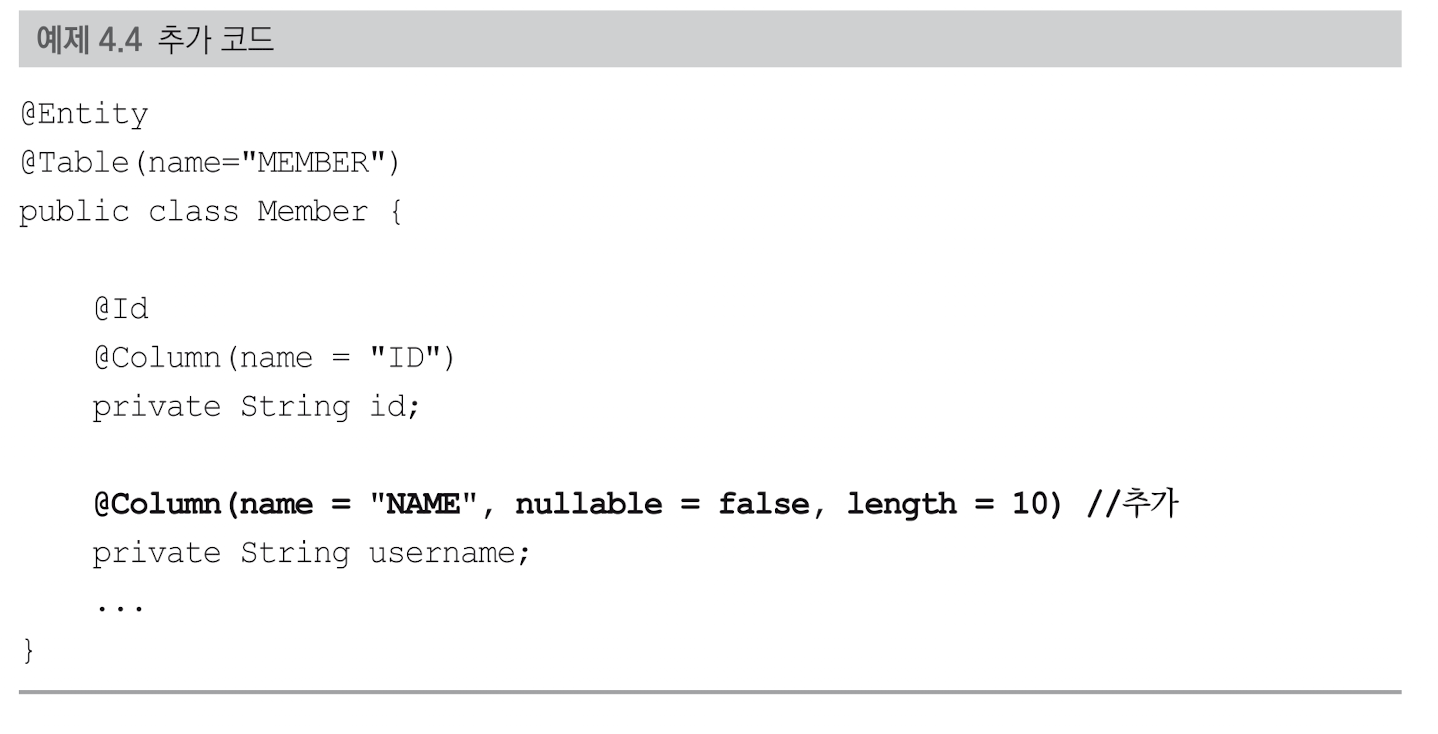 예제 4.4 추가 코드
@Entity
@Table(name="MEMBER")
public class Member {
    @Id
    @Column(name = "ID")
    private String id;
    @Column(name = "NAME", nullable = false, length = 10) //추가
    private String username;
    ...
}